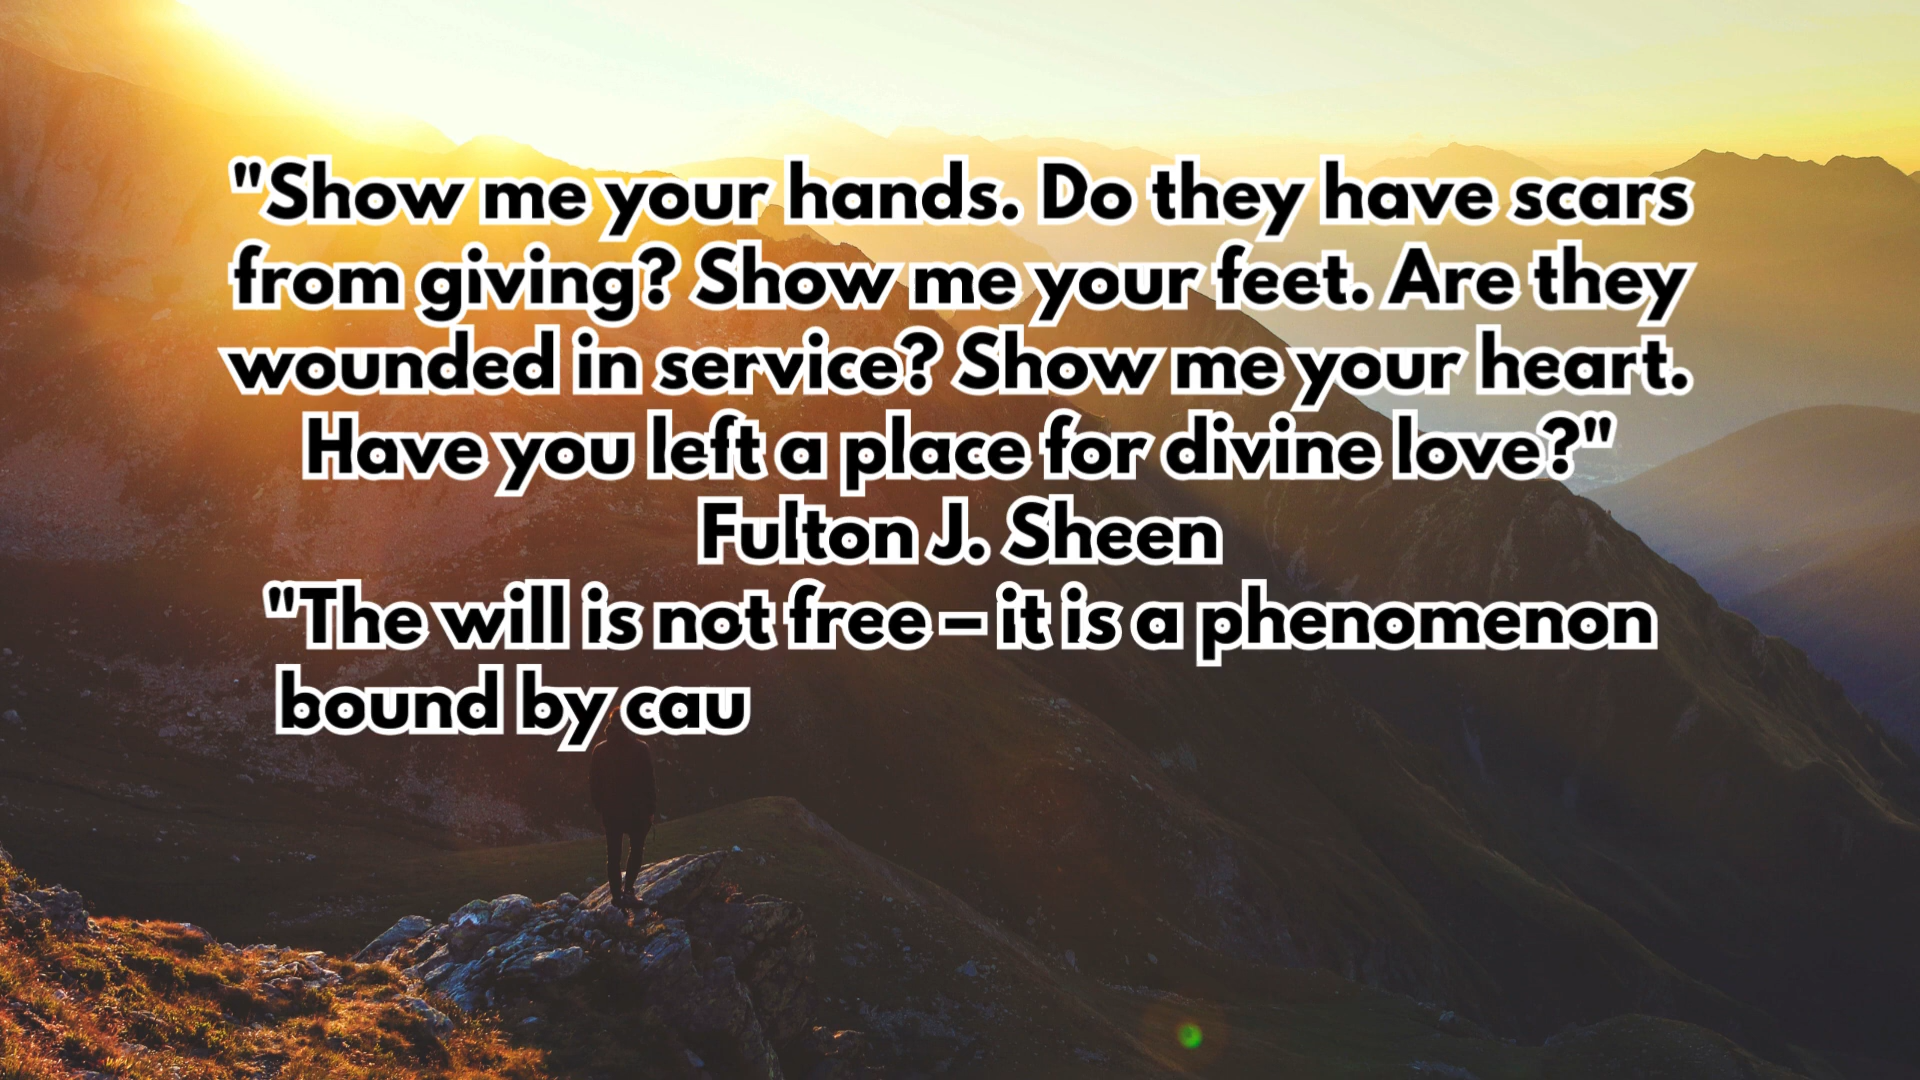 "Show me your hands. Do they have scars
from giving? Show me your feet. Are they
wounded in service? Show me your heart.
Have you left a place for divine love?"
Fulton J. Sheen
"The will is not free – it is a phenomenon
bound by cau